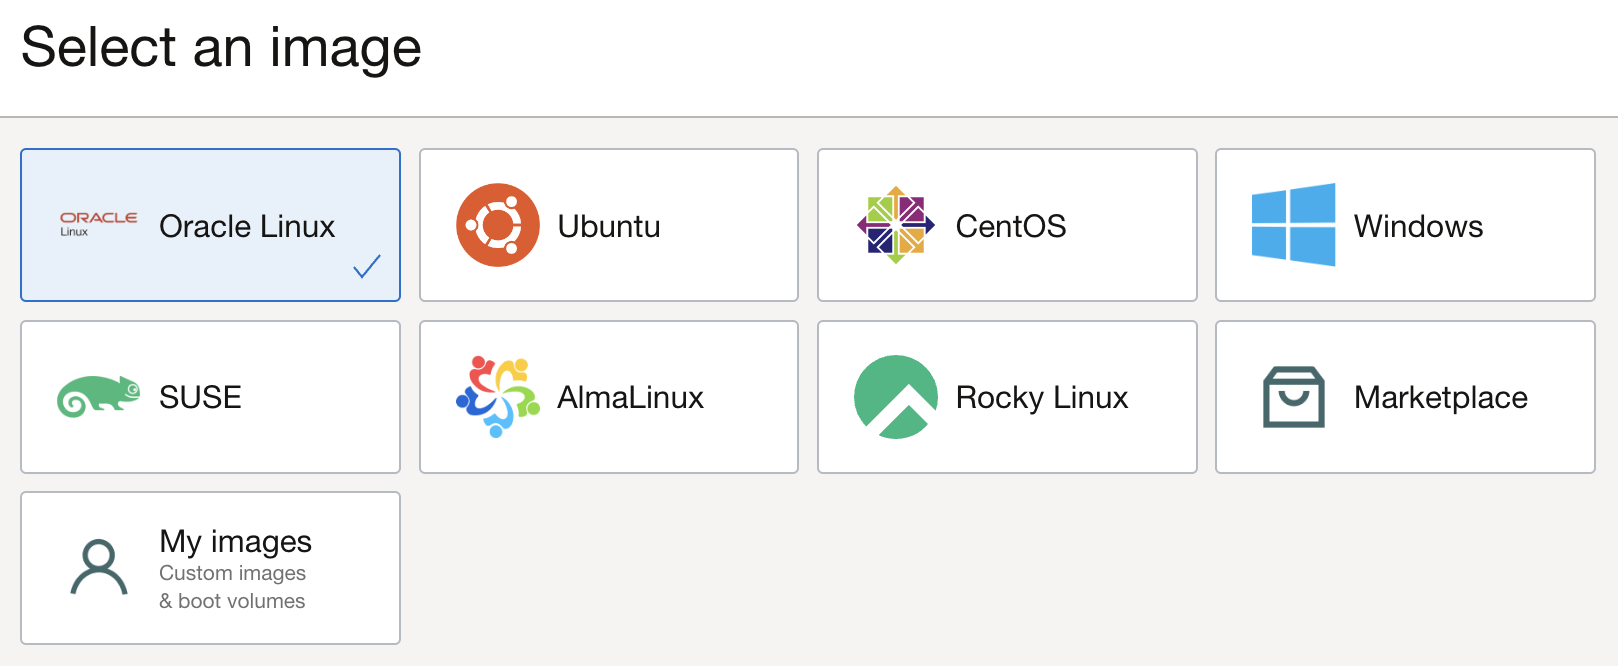 Select an image
ORACLE
Linux
Oracle Linux
Ubuntu
CentOS
Windows
SUSE
AlmaLinux
Rocky Linux
Marketplace
My images
Custom images
& boot volumes